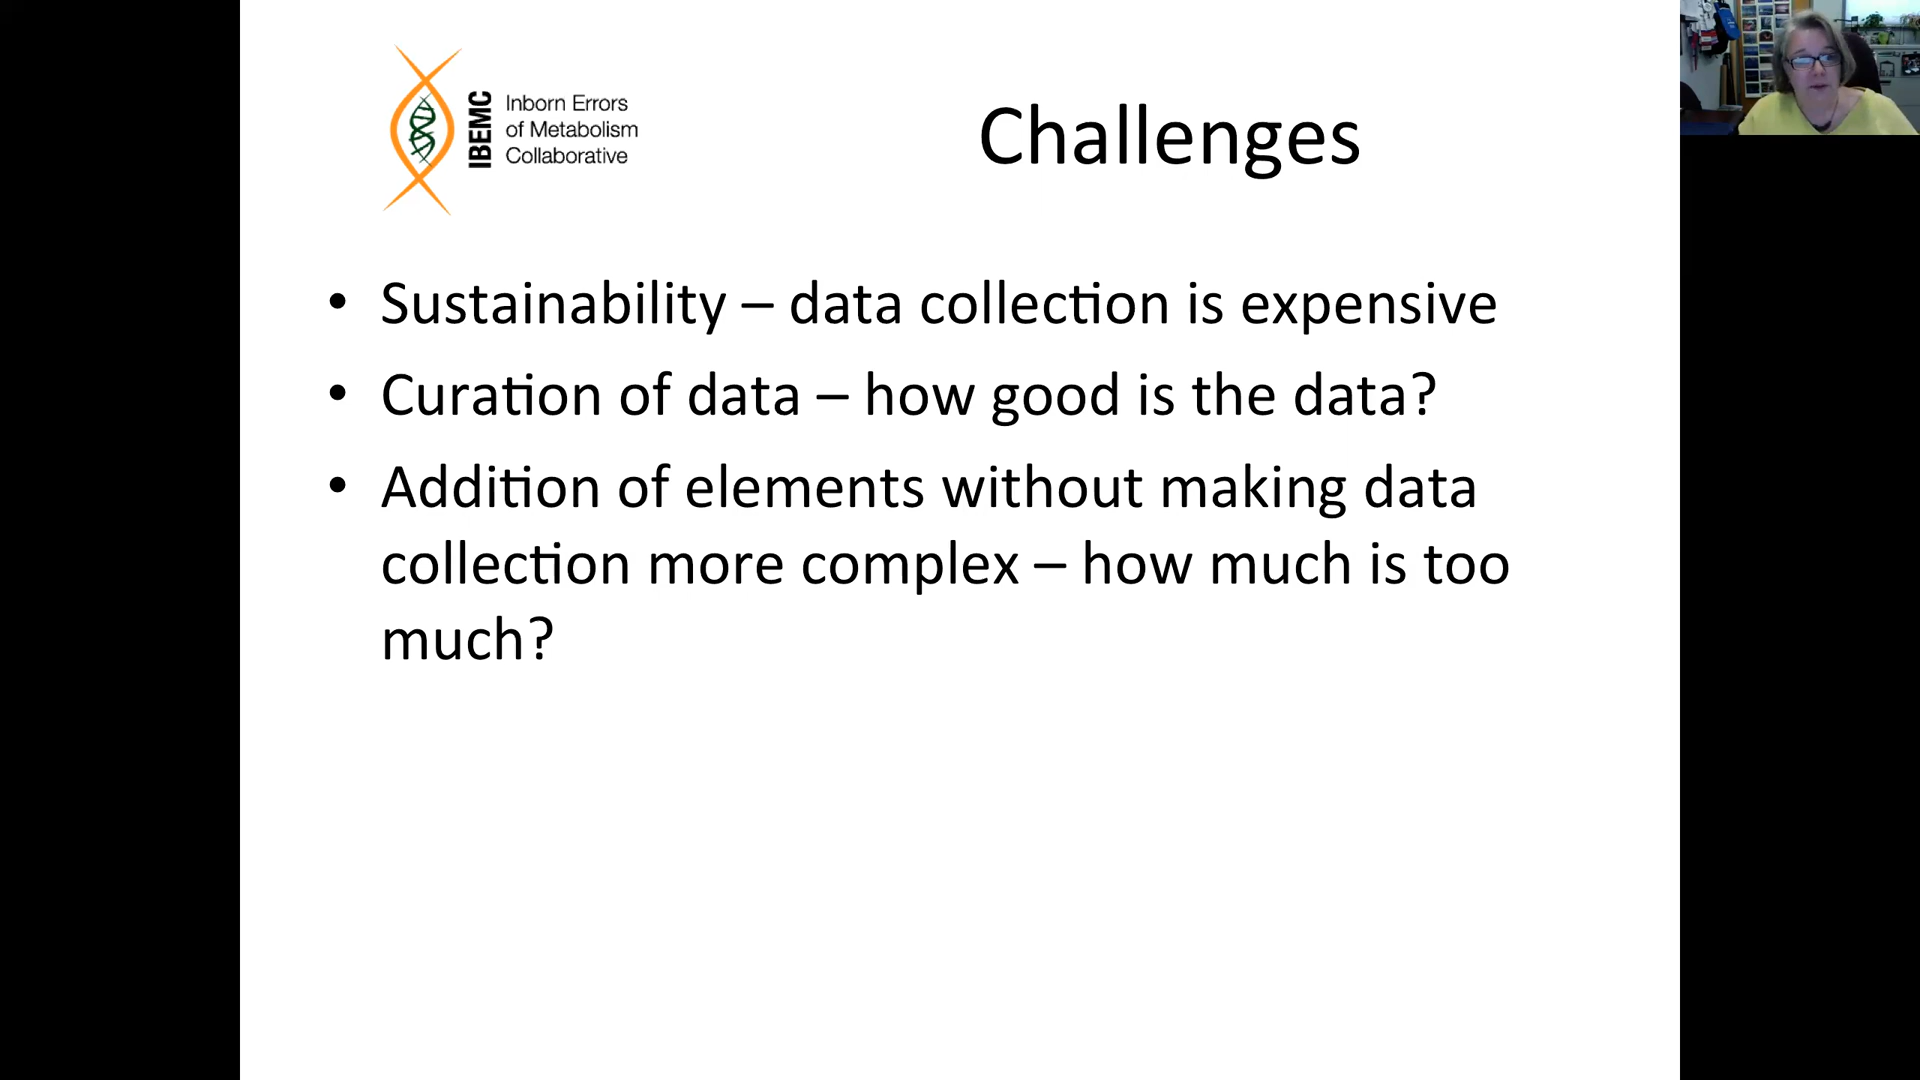 IBEMC
Inborn Errors
of Metabolism
Collaborative
Challenges
• Sustainability – data collection is expensive
• Curation of data – how good is the data?
• Addition of elements without making data
collection more complex – how much is too
much?